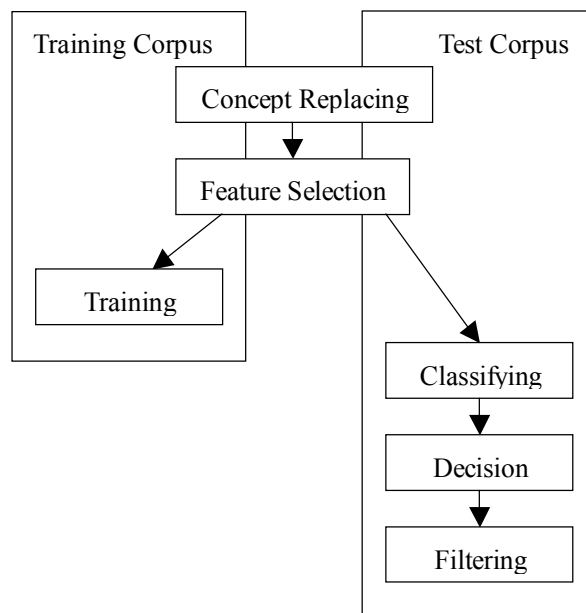 Training Corpus
Test Corpus
Concept Replacing
Feature Selection
Training
Classifying
Decision
Filtering